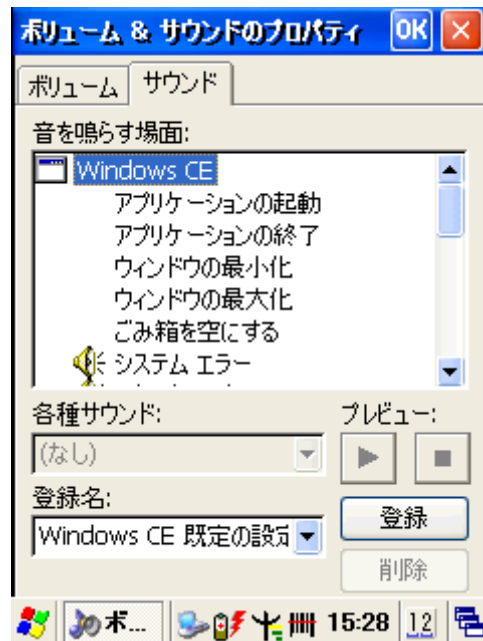 ボリューム & サウンドのプロパティ OK
ボリューム サウンド
音を鳴らす場面:
Windows CE
アプリケーションの起動
アプリケーションの終了
ウィンドウの最小化
ウィンドウの最大化
ごみ箱を空にする
システム エラー
各種サウンド: プレビュー:
(なし)
登録名:
Windows CE 既定の設定 登録
削除
ボ... 15:28 12